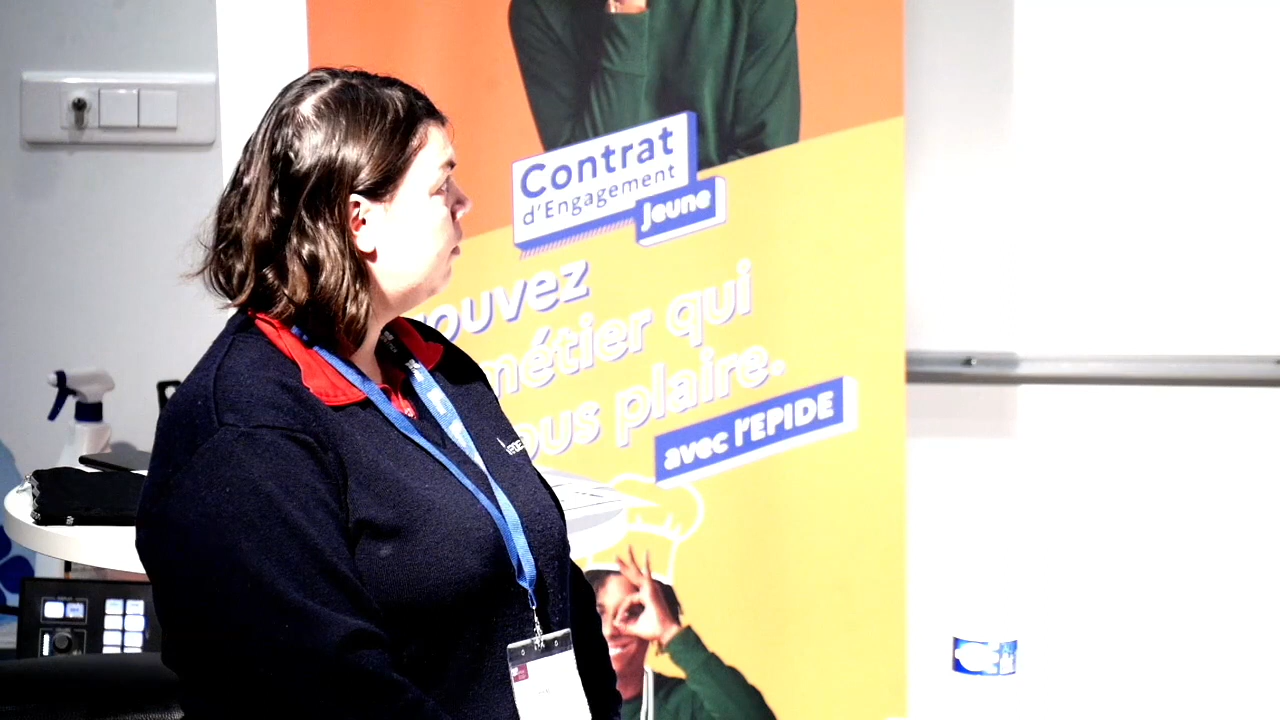 Contrat
d'Engagement
Jeune
ouvez
métier qui
ous plaire.
avec l'EPIDE